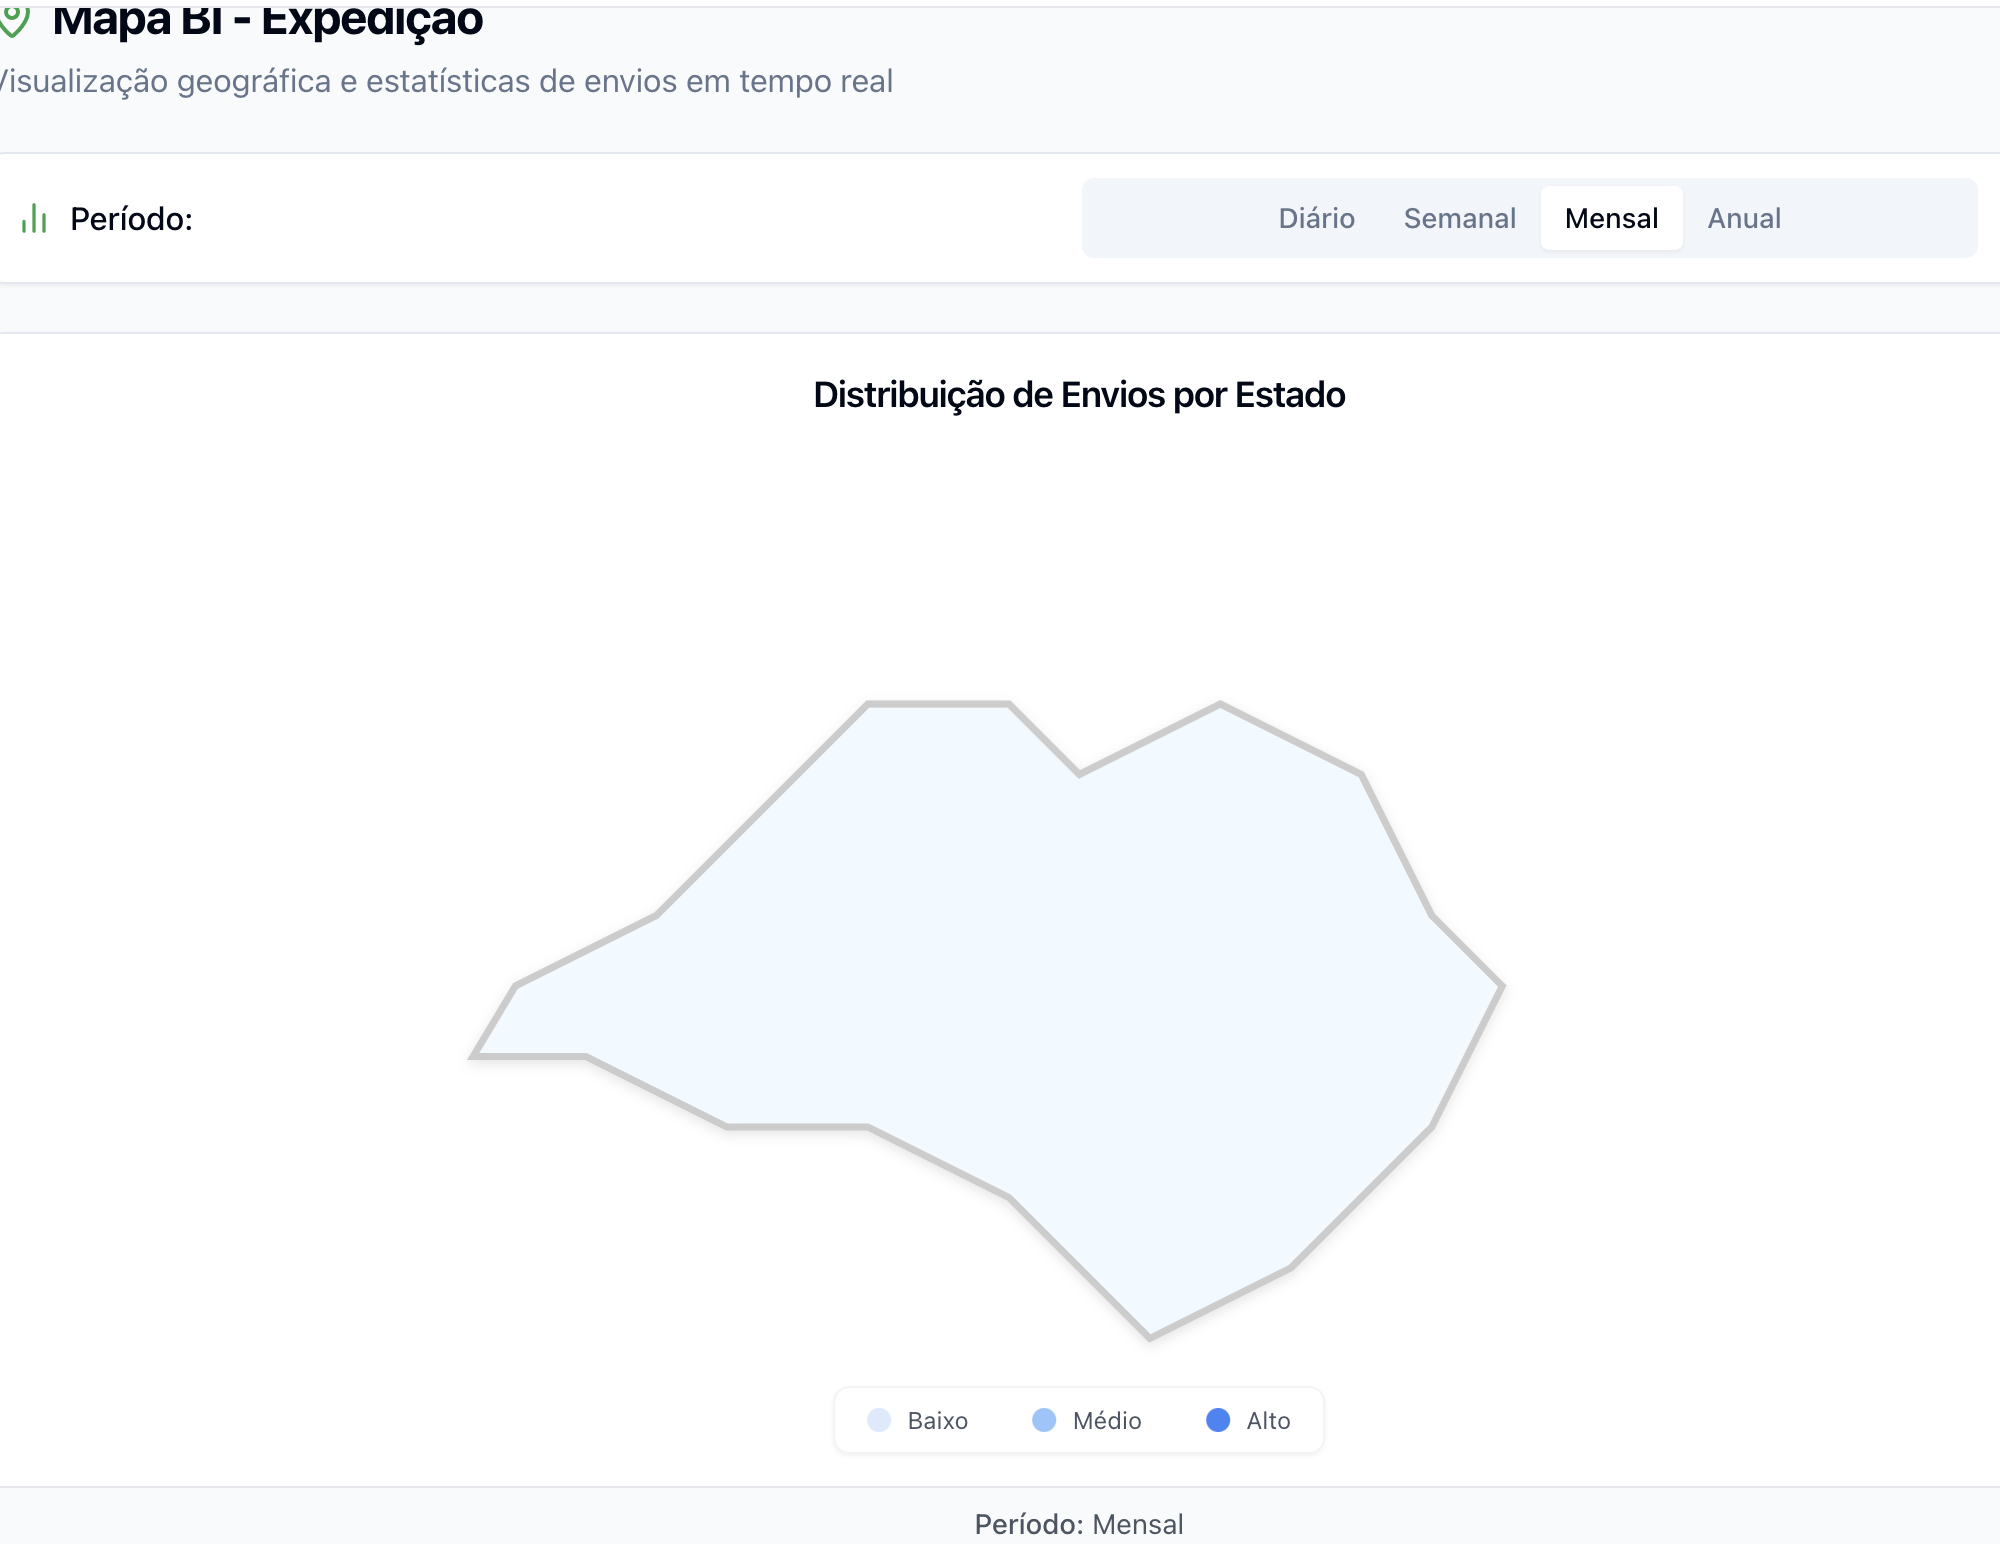 Mapa BI - Expedição
Visualização geográfica e estatísticas de envios em tempo real
Período:
Diário
Semanal
Mensal
Anual
Distribuição de Envios por Estado
Baixo
Médio
Alto
Período: Mensal